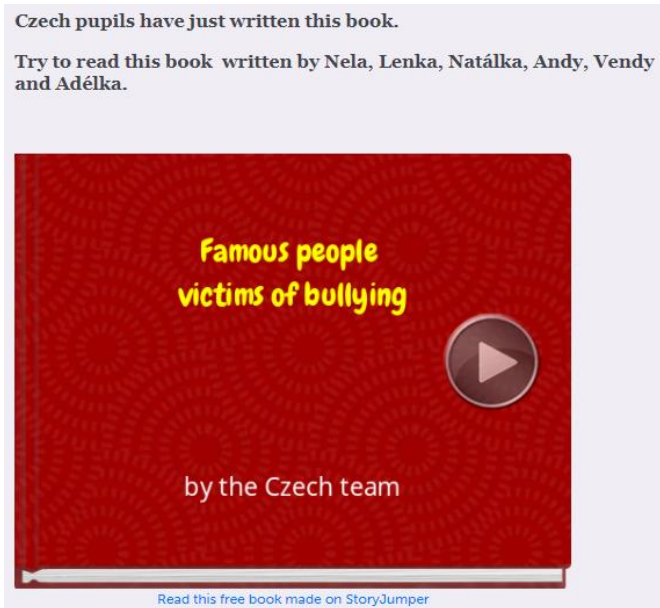 Czech pupils have just written this book.
Try to read this book written by Nela, Lenka, Natálka, Andy, Vendy
and Adélka.
Famous people
victims of bullying
by the Czech team
Read this free book made on StoryJumper